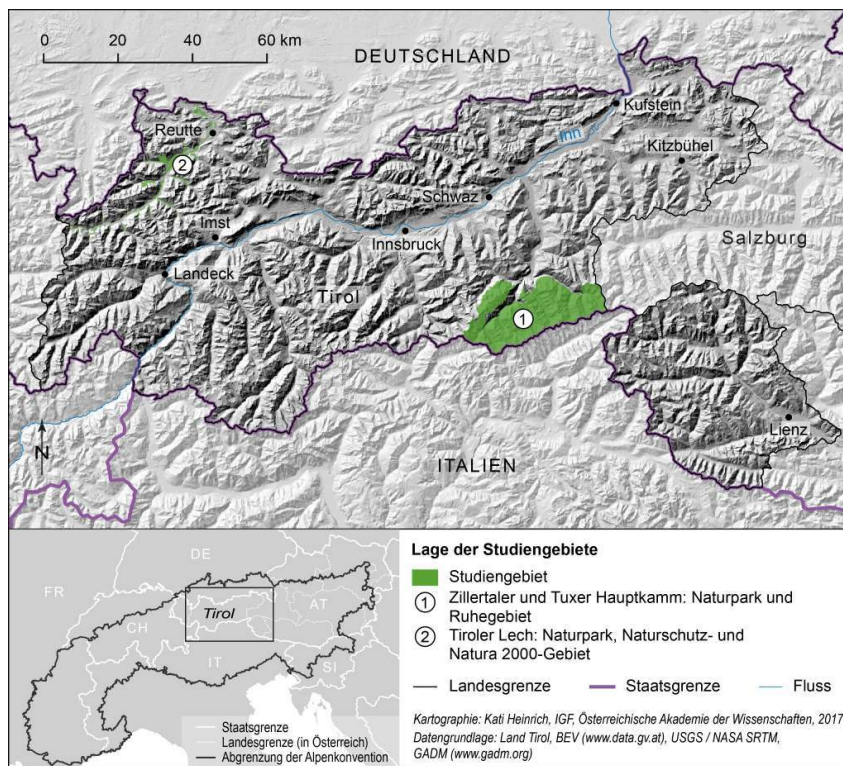 0 20 40 60 km
DEUTSCHLAND
Kufstein
Reutte
Inn
Kitzbühel
2
Schwaz
Imst
Innsbruck
Salzburg
Landeck
Tirol
1
Lienz
N
ITALIEN
DE
FR
Tirol
AT
CH
IT
SI
Staatsgrenze
Landesgrenze (in Österreich)
Abgrenzung der Alpenkonvention
Lage der Studiengebiete
Studiengebiet
1 Zillertaler und Tuxer Hauptkamm: Naturpark und
Ruhegebiet
2 Tiroler Lech: Naturpark, Naturschutz- und
Natura 2000-Gebiet
Landesgrenze Staatsgrenze Fluss
Kartographie: Kati Heinrich, IGF, Österreichische Akademie der Wissenschaften, 2017
Datengrundlage: Land Tirol, BEV (www.data.gv.at), USGS / NASA SRTM,
GADM (www.gadm.org)